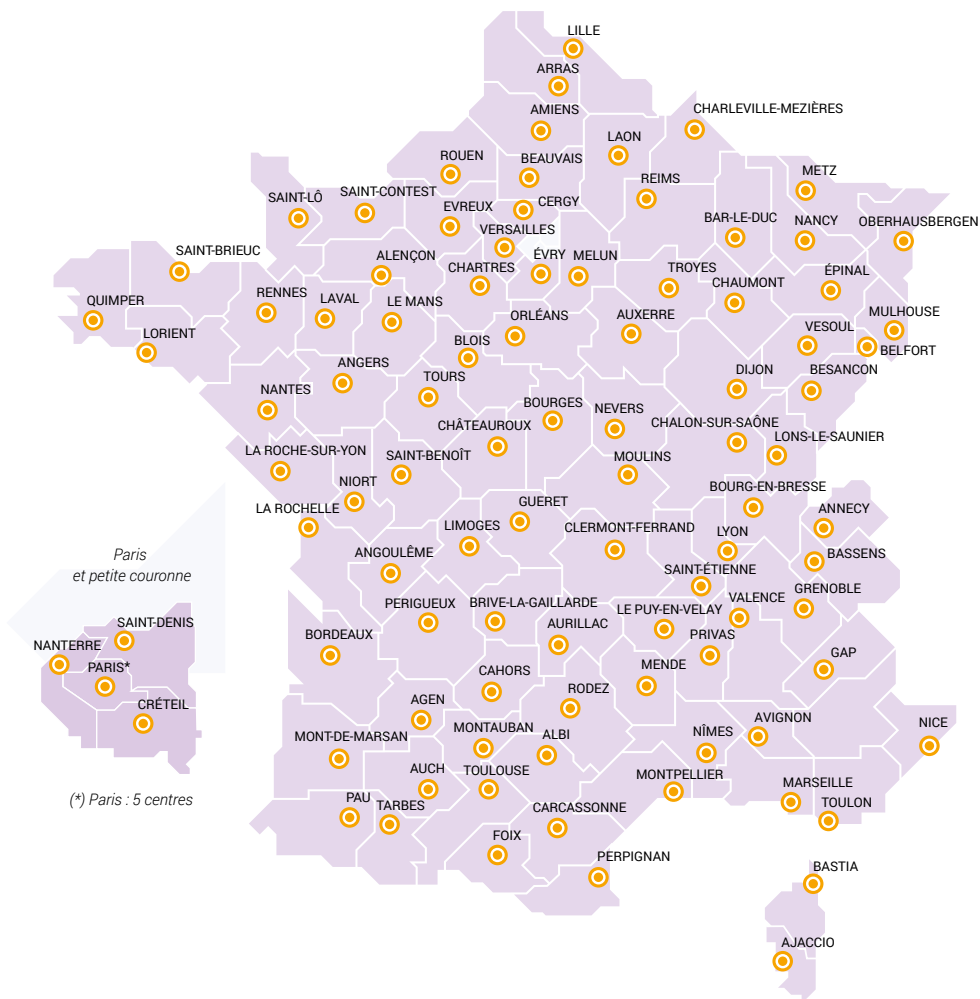 LILLE
ARRAS
AMIENS
CHARLEVILLE-MEZIÈRES
LAON
ROUEN
BEAUVAIS
METZ
REIMS
SAINT-CONTEST
SAINT-LÔ
EVREUX
CERGY
BAR-LE-DUC
NANCY
OBERHAUSBERGEN
VERSAILLES
SAINT-BRIEUC
ALENÇON
ÉVRY
MELUN
CHARTRES
TROYES
CHAUMONT
ÉPINAL
QUIMPER
RENNES
LAVAL
LE MANS
ORLÉANS
AUXERRE
MULHOUSE
LORIENT
VESOUL
BLOIS
BELFORT
ANGERS
DIJON
BESANCON
TOURS
NANTES
BOURGES
NEVERS
CHÂTEAUROUX
CHALON-SUR-SAÔNE
LONS-LE-SAUNIER
LA ROCHE-SUR-YON
SAINT-BENOÎT
MOULINS
NIORT
BOURG-EN-BRESSE
LA ROCHELLE
GUERET
ANNECY
LIMOGES
CLERMONT-FERRAND
LYON
Paris
et petite couronne
ANGOULÊME
BASSENS
SAINT-ÉTIENNE
GRENOBLE
VALENCE
PERIGUEUX
BRIVE-LA-GAILLARDE
LE PUY-EN-VELAY
AURILLAC
SAINT-DENIS
BORDEAUX
PRIVAS
NANTERRE
GAP
PARIS*
CAHORS
MENDE
RODEZ
CRÉTEIL
AGEN
MONT-DE-MARSAN
MONTAUBAN
ALBI
NÎMES
AVIGNON
NICE
AUCH
TOULOUSE
MONTPELLIER
MARSEILLE
(*) Paris : 5 centres
PAU
TARBES
CARCASSONNE
TOULON
FOIX
PERPIGNAN
BASTIA
AJACCIO